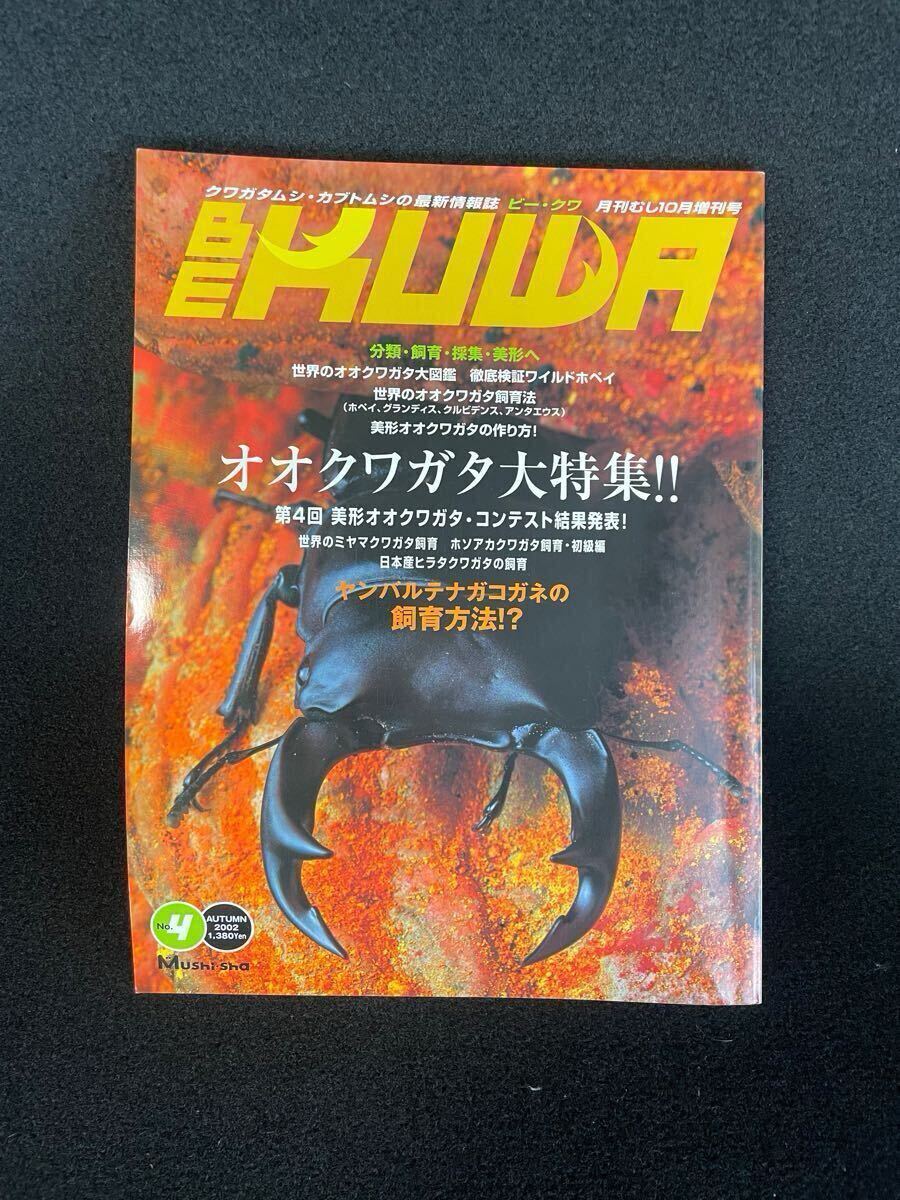 クワガタムシ・カブトムシの最新情報誌 ビー・クワ 月刊むし10月増刊号
BE KUWA
分類・飼育・採集・美形へ
世界のオオクワガタ大図鑑 徹底検証ワイルドホペイ
世界のオオクワガタ飼育法
(ホペイ、グランディス、クルビデンス、アンタエウス)
美形オオクワガタの作り方!
オオクワガタ大特集!!
第4回 美形オオクワガタ・コンテスト結果発表!
世界のミヤマクワガタ飼育 ホソアカクワガタ飼育・初級編
日本産ヒラタクワガタの飼育
ヤンバルテナガコガネの
飼育方法!?
No.4
AUTUMN
2002
1,380Yen
Mushi-Sha